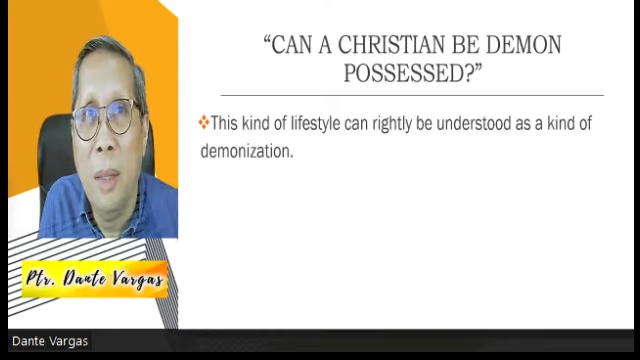 “CAN A CHRISTIAN BE DEMON
POSSESSED?”
❖This kind of lifestyle can rightly be understood as a kind of
demonization.
Ptr. Dante Vargas
Dante Vargas